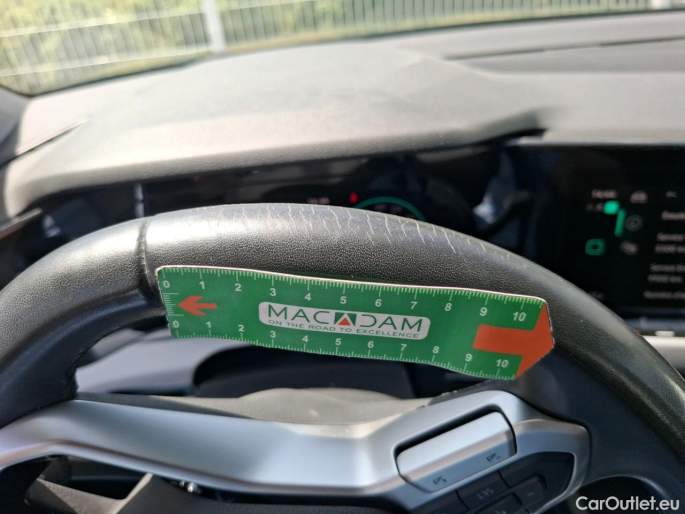 0 1 2 3 4 5 6 7 8 9 10
MACADAM
ON THE ROAD TO EXCELLENCE
0 1 2 3 4 5 6 7 8 9 10
CarOutlet.eu